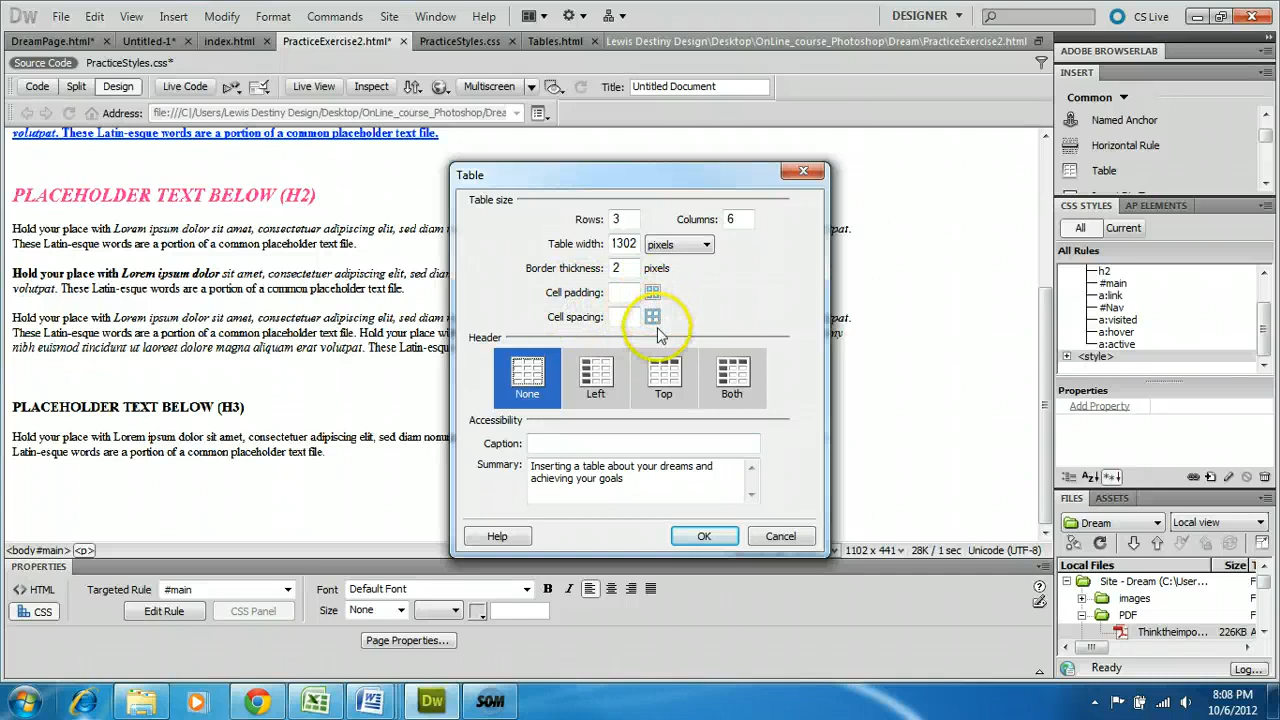 Dw File Edit View Insert Modify Format Commands Site Window Help DESIGNER CS Live
DreamPage.html* Untitled-1* index.html PracticeExercise2.html* PracticeStyles.css Tables.html Lewis Destiny Design\Desktop\OnLine_course_Photoshop\Dream\PracticeExercise2.html
Source Code PracticeStyles.css*
Code Split Design Live Code Live View Inspect Multiscreen Title: Untitled Document
Address: file:///C|/Users/Lewis Destiny Design/Desktop/OnLine_course_Photoshop/Drea
volutpat. These Latin-esque words are a portion of a common placeholder text file.
PLACEHOLDER TEXT BELOW (H2)
Hold your place with Lorem ipsum dolor sit amet, consectetuer adipiscing elit, sed
These Latin-esque words are a portion of a common placeholder text file.
Hold your place with Lorem ipsum dolor sit amet, consectetuer adipiscing elit, sed
volutpat. These Latin-esque words are a portion of a common placeholder text file.
Hold your place with Lorem ipsum dolor sit amet, consectetuer adipiscing elit, sed
These Latin-esque words are a portion of a common placeholder text file. Hold your place
nibh euismod tincidunt ut laoreet dolore magna aliquam erat volutpat. These Latin-esque
PLACEHOLDER TEXT BELOW (H3)
Hold your place with Lorem ipsum dolor sit amet, consectetuer adipiscing elit, sed diam
Latin-esque words are a portion of a common placeholder text file.
Table
Table size
Rows: 3 Columns: 6
Table width: 1302 pixels
Border thickness: 2 pixels
Cell padding:
Cell spacing:
Header
None Left Top Both
Accessibility
Caption:
Summary: Inserting a table about your dreams and
achieving your goals
Help OK Cancel
<body#main> <p> 1102 x 441 28K / 1 sec Unicode (UTF-8)
PROPERTIES
HTML Targeted Rule #main Font Default Font B I
CSS Edit Rule CSS Panel Size None
Page Properties...
ADOBE BROWSERLAB
INSERT
Common
Named Anchor
Horizontal Rule
Table
CSS STYLES AP ELEMENTS
All Current
All Rules
h2
#main
a:link
#Nav
a:visited
a:hover
a:active
<style>
Properties
Add Property
FILES ASSETS
Dream Local view
Local Files Size
Site - Dream (C:\User...
images
PDF
Thinktheimpo... 226KB
Ready Log...
Dw SOM
8:08 PM
10/6/2012